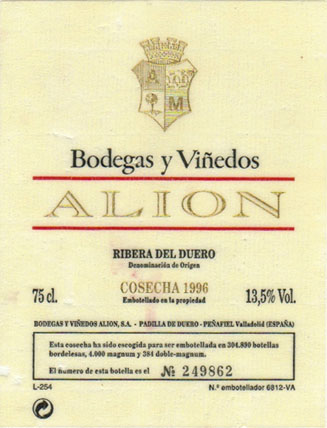 A
M
Bodegas y Viñedos
ALION
RIBERA DEL DUERO
Denominación de Origen
75 cl.
COSECHA 1996
Embotellado en la propiedad
13,5% Vol.
BODEGAS Y VIÑEDOS ALION, S.A. - PADILLA DE DUERO - PEÑAFIEL Valladolid (ESPAÑA)
Esta cosecha ha sido escogida para ser embotellada en 304.890 botellas
bordelesas, 4.000 magnum y 384 doble-magnum.
El número de esta botella es el № 249862
L-254
N.º embotellador 6812-VA